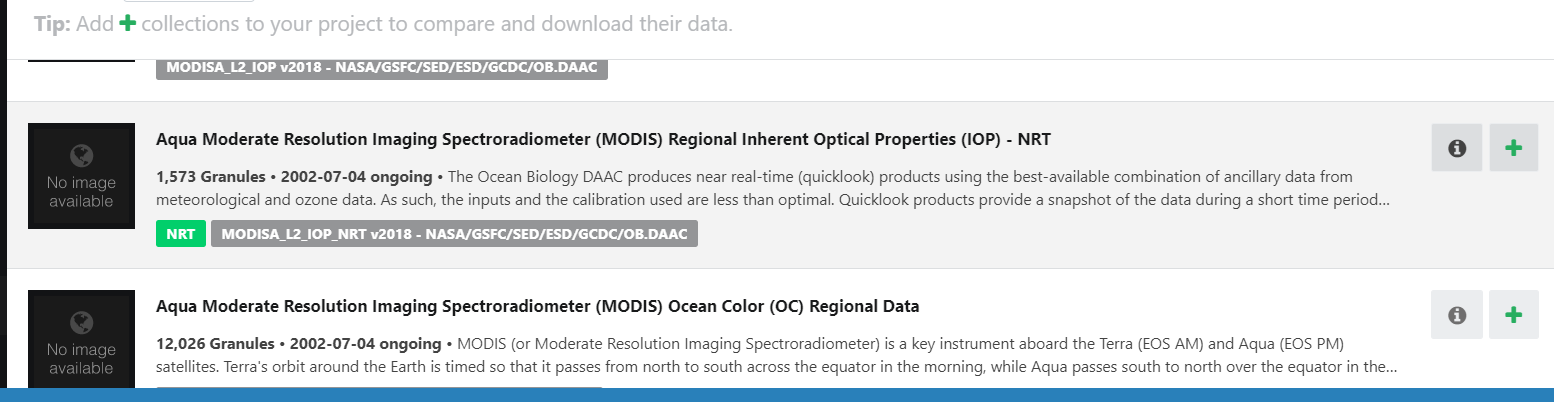 Tip: Add + collections to your project to compare and download their data.
MODISA_L2_IOP v2018 - NASA/GSFC/SED/ESD/GCDC/OB.DAAC
No image
available
Aqua Moderate Resolution Imaging Spectroradiometer (MODIS) Regional Inherent Optical Properties (IOP) - NRT
1,573 Granules • 2002-07-04 ongoing • The Ocean Biology DAAC produces near real-time (quicklook) products using the best-available combination of ancillary data from
meteorological and ozone data. As such, the inputs and the calibration used are less than optimal. Quicklook products provide a snapshot of the data during a short time period...
NRT MODISA_L2_IOP_NRT v2018 - NASA/GSFC/SED/ESD/GCDC/OB.DAAC
No image
available
Aqua Moderate Resolution Imaging Spectroradiometer (MODIS) Ocean Color (OC) Regional Data
12,026 Granules • 2002-07-04 ongoing • MODIS (or Moderate Resolution Imaging Spectroradiometer) is a key instrument aboard the Terra (EOS AM) and Aqua (EOS PM)
satellites. Terra's orbit around the Earth is timed so that it passes from north to south across the equator in the morning, while Aqua passes south to north over the equator in the...